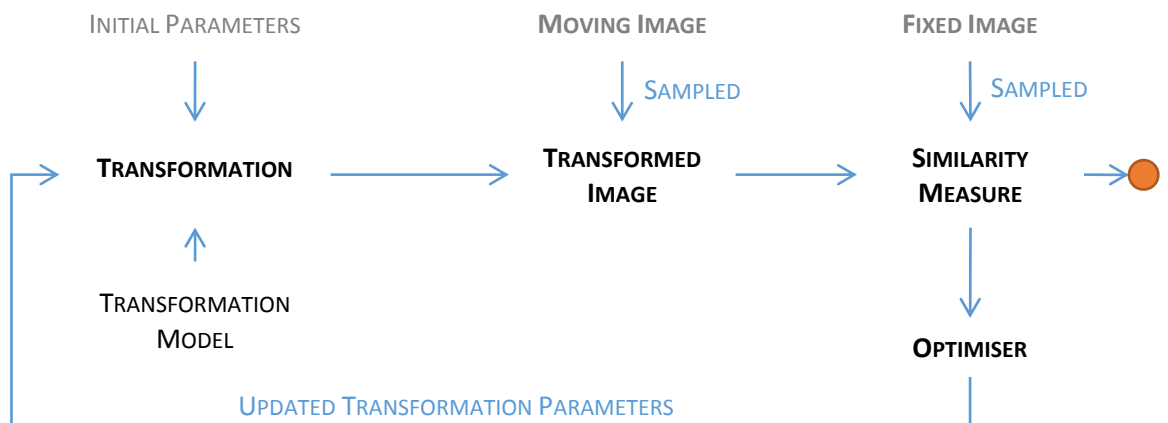 INITIAL PARAMETERS
MOVING IMAGE
FIXED IMAGE
SAMPLED
SAMPLED
TRANSFORMATION
TRANSFORMED
IMAGE
SIMILARITY
MEASURE
TRANSFORMATION
MODEL
OPTIMISER
UPDATED TRANSFORMATION PARAMETERS